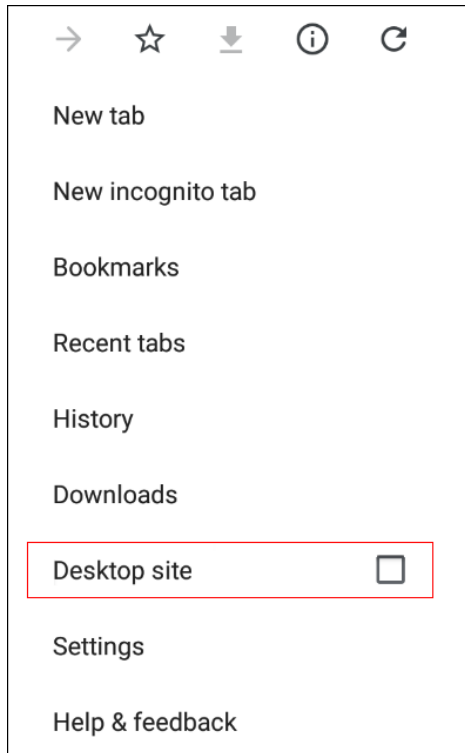 New tab
New incognito tab
Bookmarks
Recent tabs
History
Downloads
Desktop site
Settings
Help & feedback